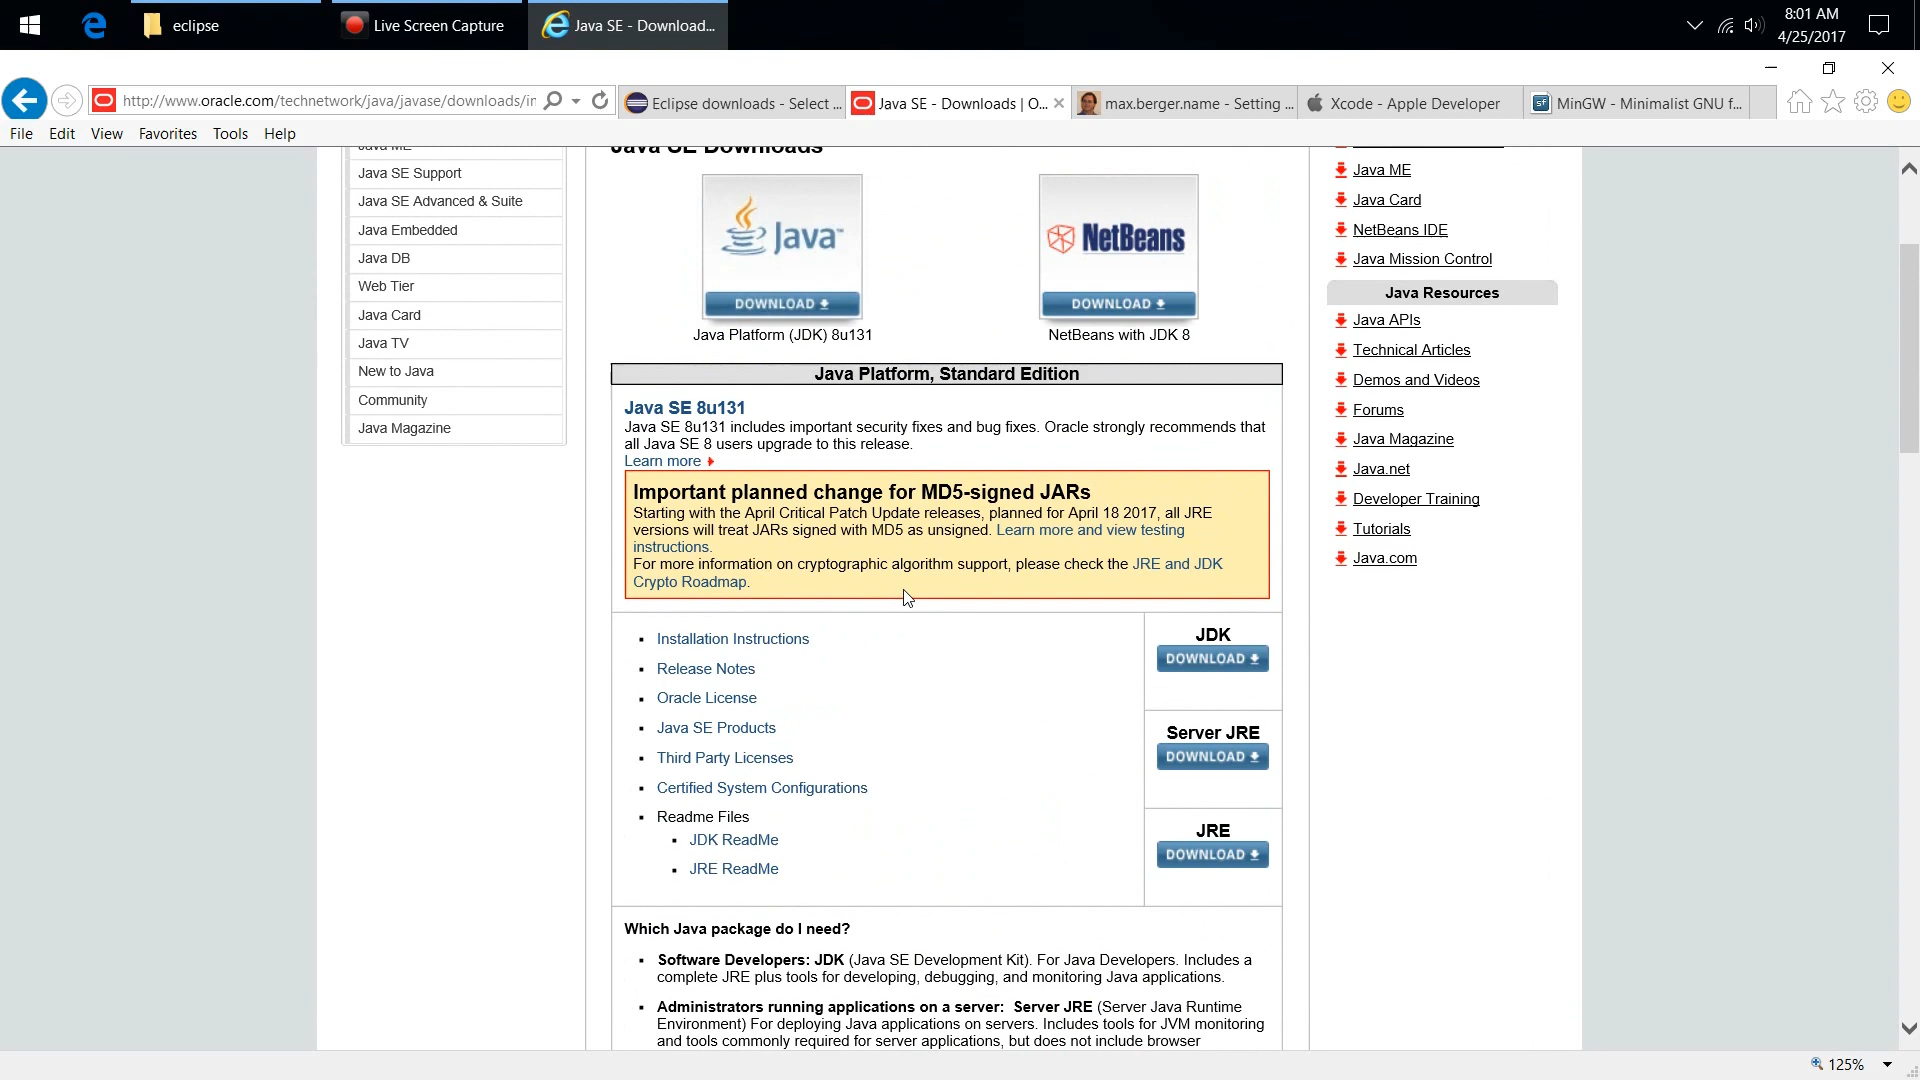 eclipse
Live Screen Capture
Java SE - Download...
8:01 AM
4/25/2017
http://www.oracle.com/technetwork/java/javase/downloads/ir
Eclipse downloads - Select ...
Java SE - Downloads | O...
max.berger.name - Setting ...
Xcode - Apple Developer
MinGW - Minimalist GNU f...
File Edit View Favorites Tools Help
Java ME
Java SE Support
Java SE Advanced & Suite
Java Embedded
Java DB
Web Tier
Java Card
Java TV
New to Java
Community
Java Magazine
Java SE Downloads
Java™
DOWNLOAD
Java Platform (JDK) 8u131
NetBeans
DOWNLOAD
NetBeans with JDK 8
Java Platform, Standard Edition
Java SE 8u131
Java SE 8u131 includes important security fixes and bug fixes. Oracle strongly recommends that
all Java SE 8 users upgrade to this release.
Learn more
Important planned change for MD5-signed JARs
Starting with the April Critical Patch Update releases, planned for April 18 2017, all JRE
versions will treat JARs signed with MD5 as unsigned. Learn more and view testing
instructions.
For more information on cryptographic algorithm support, please check the JRE and JDK
Crypto Roadmap.
Installation Instructions
Release Notes
Oracle License
Java SE Products
Third Party Licenses
Certified System Configurations
Readme Files
JDK ReadMe
JRE ReadMe
JDK
DOWNLOAD
Server JRE
DOWNLOAD
JRE
DOWNLOAD
Which Java package do I need?
Software Developers: JDK (Java SE Development Kit). For Java Developers. Includes a
complete JRE plus tools for developing, debugging, and monitoring Java applications.
Administrators running applications on a server: Server JRE (Server Java Runtime
Environment) For deploying Java applications on servers. Includes tools for JVM monitoring
and tools commonly required for server applications, but does not include browser
Java ME
Java Card
NetBeans IDE
Java Mission Control
Java Resources
Java APIs
Technical Articles
Demos and Videos
Forums
Java Magazine
Java.net
Developer Training
Tutorials
Java.com
125%